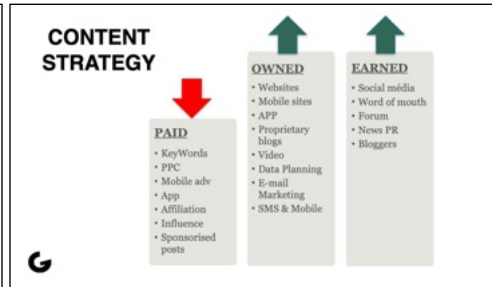 CONTENT
STRATEGY
PAID
• KeyWords
• PPC
• Mobile adv
• App
• Affiliation
• Influence
• Sponsorised
posts
OWNED
• Websites
• Mobile sites
• APP
• Proprietary
blogs
• Video
• Data Planning
• E-mail
Marketing
• SMS & Mobile
EARNED
• Social média
• Word of mouth
• Forum
• News PR
• Bloggers
G